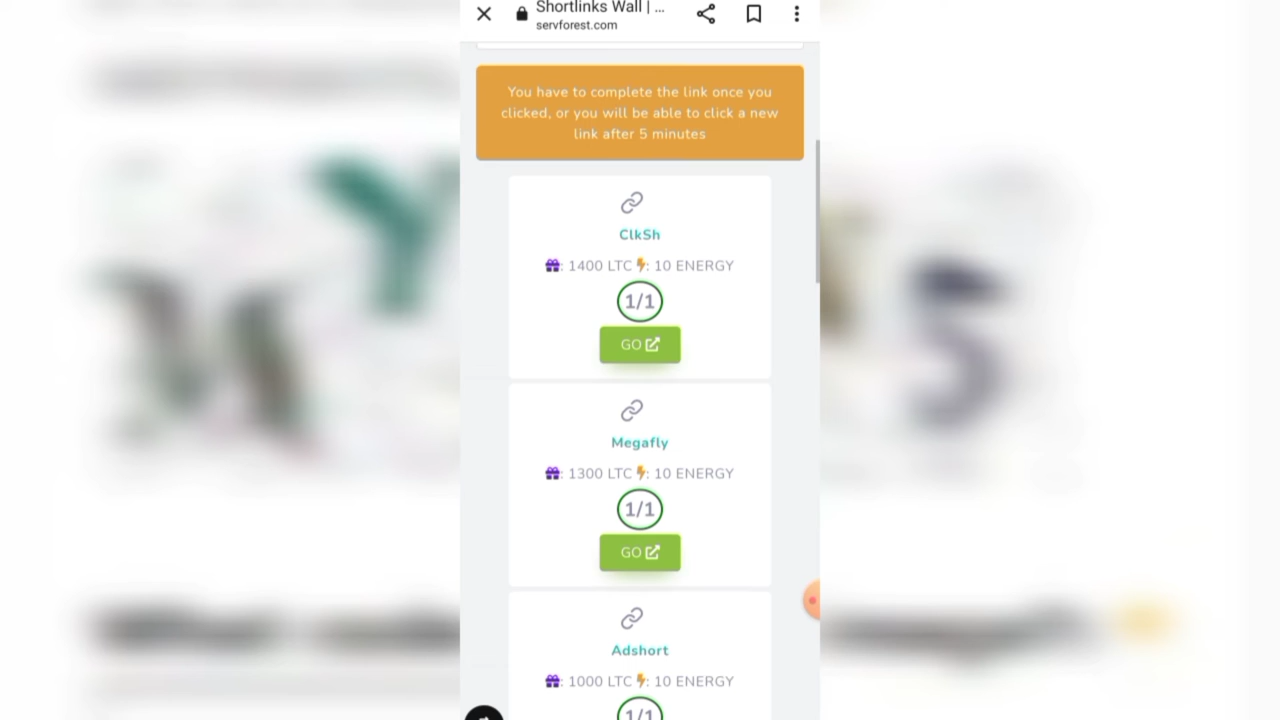 Shortlinks Wall | ...
servforest.com
You have to complete the link once you
clicked, or you will be able to click a new
link after 5 minutes
ClkSh
: 1400 LTC : 10 ENERGY
1/1
GO
Megafly
: 1300 LTC : 10 ENERGY
1/1
GO
Adshort
: 1000 LTC : 10 ENERGY
1/1